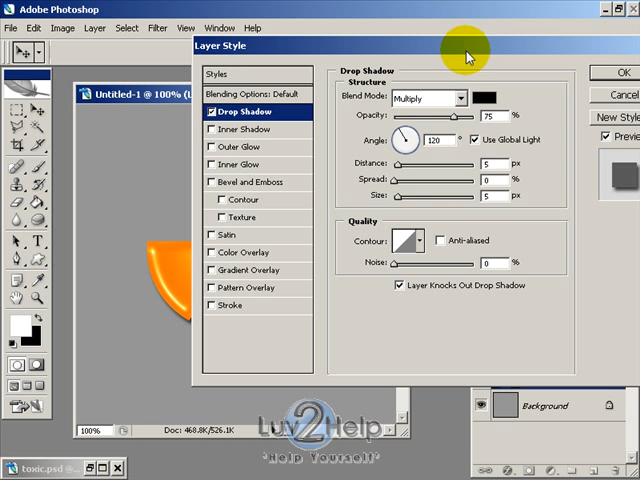 Adobe Photoshop
File Edit Image Layer Select Filter View Window Help
Layer Style
Untitled-1 @ 100% (L
Styles
Blending Options: Default
Drop Shadow
Inner Shadow
Outer Glow
Inner Glow
Bevel and Emboss
Contour
Texture
Satin
Color Overlay
Gradient Overlay
Pattern Overlay
Stroke
Drop Shadow
Structure
Blend Mode: Multiply
Opacity: 75 %
Angle: 120 ° Use Global Light
Distance: 5 px
Spread: 0 %
Size: 5 px
Quality
Contour: Anti-aliased
Noise: 0 %
Layer Knocks Out Drop Shadow
OK
Cancel
New Style
Preview
Background
100% Doc: 468.8K/526.1K
Luv2Help
"Help Yourself"
toxic.psd @...